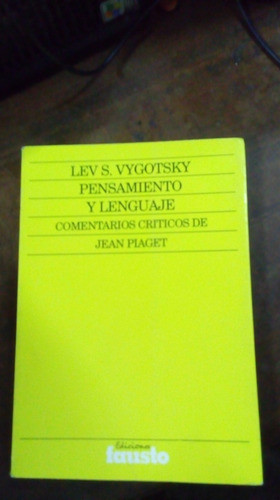 LEV S. VYGOTSKY
PENSAMIENTO
Y LENGUAJE
COMENTARIOS CRITICOS DE
JEAN PIAGET
Ediciones
fausto